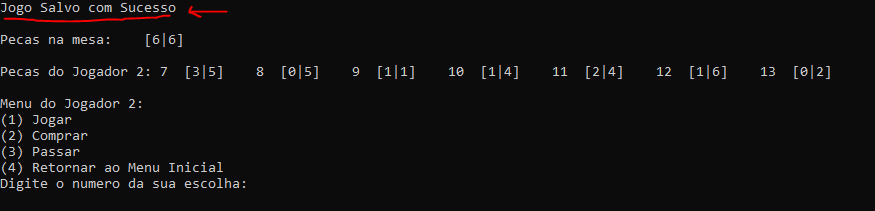 Jogo Salvo com Sucesso
Pecas na mesa: [6|6]
Pecas do Jogador 2: 7 [3|5] 8 [0|5] 9 [1|1] 10 [1|4] 11 [2|4] 12 [1|6] 13 [0|2]
Menu do Jogador 2:
(1) Jogar
(2) Comprar
(3) Passar
(4) Retornar ao Menu Inicial
Digite o numero da sua escolha: